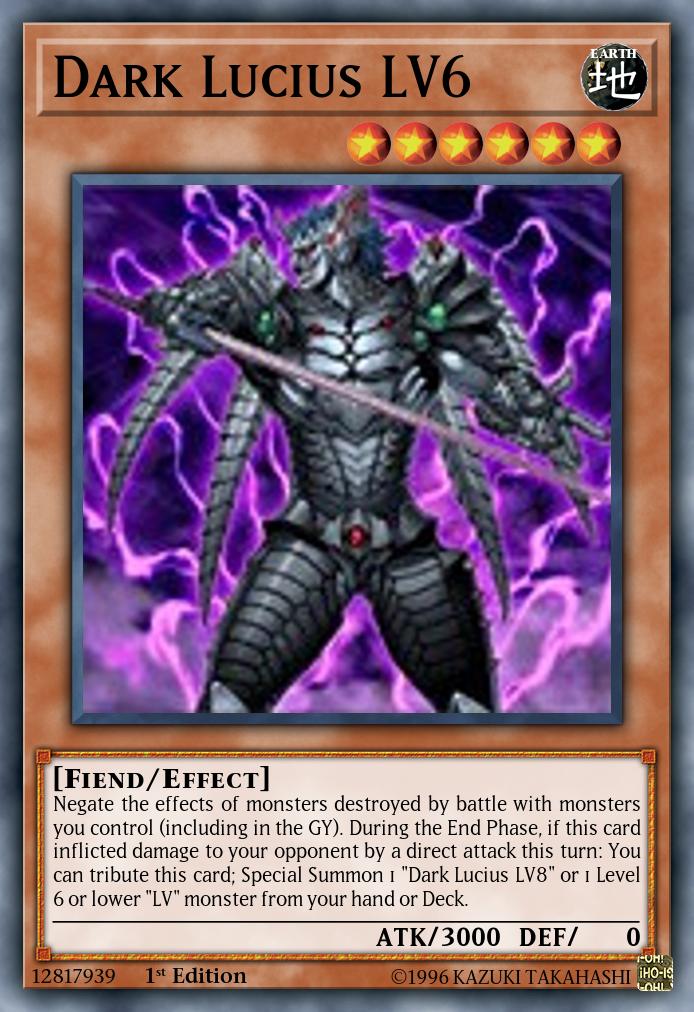 DARK LUCIUS LV6
EARTH
地
[FIEND/EFFECT]
Negate the effects of monsters destroyed by battle with monsters
you control (including in the GY). During the End Phase, if this card
inflicted damage to your opponent by a direct attack this turn: You
can tribute this card; Special Summon 1 "Dark Lucius LV8" or 1 Level
6 or lower "LV" monster from your hand or Deck.
ATK/3000 DEF/ 0
12817939 1st Edition ©1996 KAZUKI TAKAHASHI